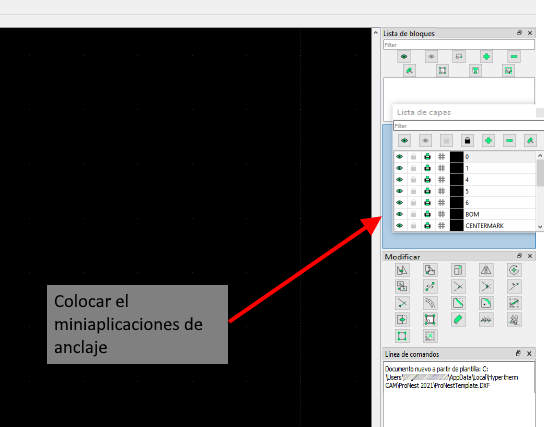 Lista de bloques
Filter
Lista de capas
Filter
0
1
4
5
6
BOM
CENTERMARK
Modificar
Colocar el
miniaplicaciones de
anclaje
Línea de comandos
Documento nuevo a partir de plantilla: C:
\Users\ \AppData\Local\Hypertherm
CAM\ProNest 2021\ProNestTemplate.DXF